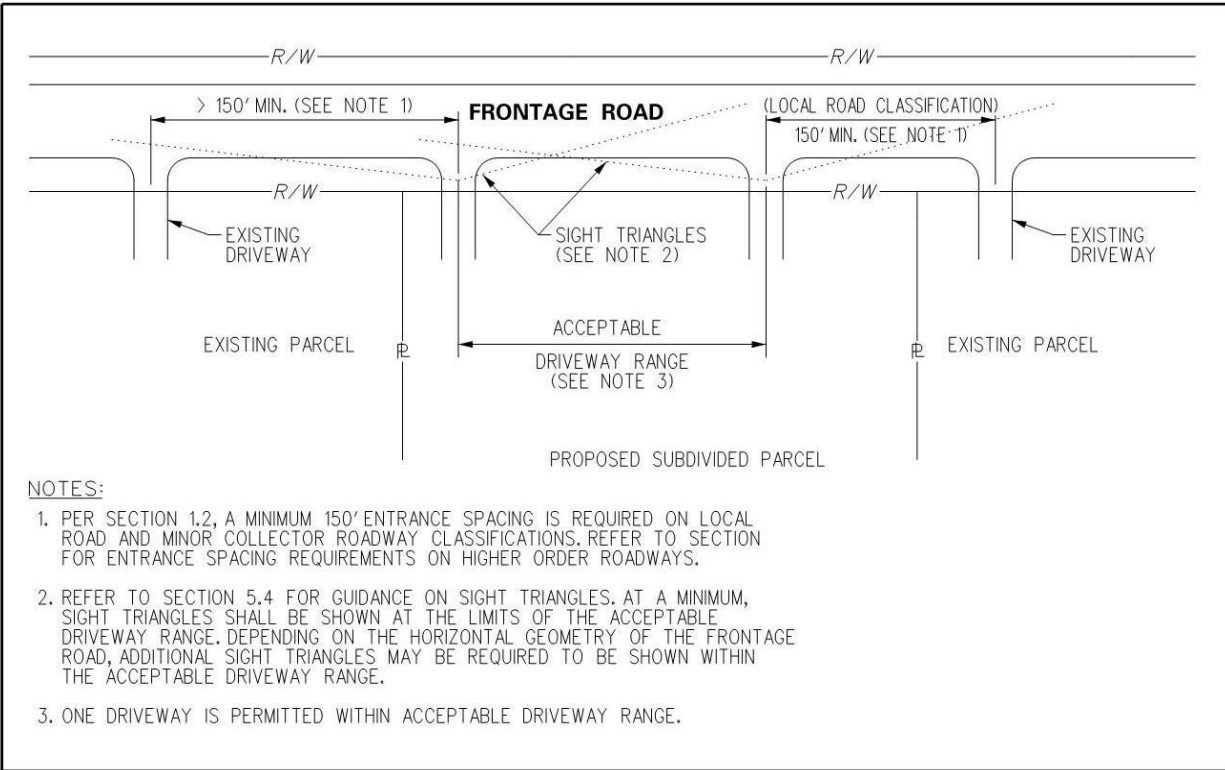 R/W R/W
> 150' MIN. (SEE NOTE 1)
FRONTAGE ROAD
(LOCAL ROAD CLASSIFICATION)
150' MIN. (SEE NOTE 1)
R/W R/W
EXISTING
DRIVEWAY
SIGHT TRIANGLES
(SEE NOTE 2)
EXISTING
DRIVEWAY
EXISTING PARCEL
PL
ACCEPTABLE
DRIVEWAY RANGE
(SEE NOTE 3)
PL
EXISTING PARCEL
PROPOSED SUBDIVIDED PARCEL
NOTES:
1. PER SECTION 1.2, A MINIMUM 150' ENTRANCE SPACING IS REQUIRED ON LOCAL
ROAD AND MINOR COLLECTOR ROADWAY CLASSIFICATIONS. REFER TO SECTION
FOR ENTRANCE SPACING REQUIREMENTS ON HIGHER ORDER ROADWAYS.
2. REFER TO SECTION 5.4 FOR GUIDANCE ON SIGHT TRIANGLES. AT A MINIMUM,
SIGHT TRIANGLES SHALL BE SHOWN AT THE LIMITS OF THE ACCEPTABLE
DRIVEWAY RANGE. DEPENDING ON THE HORIZONTAL GEOMETRY OF THE FRONTAGE
ROAD, ADDITIONAL SIGHT TRIANGLES MAY BE REQUIRED TO BE SHOWN WITHIN
THE ACCEPTABLE DRIVEWAY RANGE.
3. ONE DRIVEWAY IS PERMITTED WITHIN ACCEPTABLE DRIVEWAY RANGE.